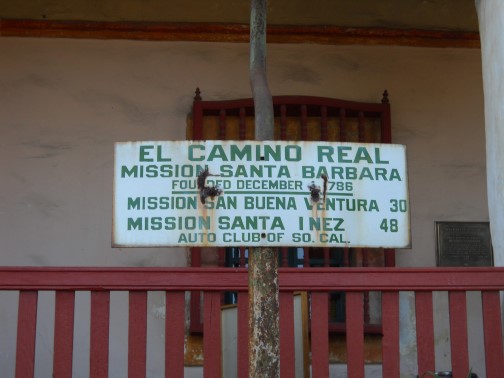 EL CAMINO REAL
MISSION SANTA BARBARA
FOUNDED DECEMBER 1786
MISSION SAN BUENA VENTURA 30
MISSION SANTA INEZ 48
AUTO CLUB OF SO. CAL.